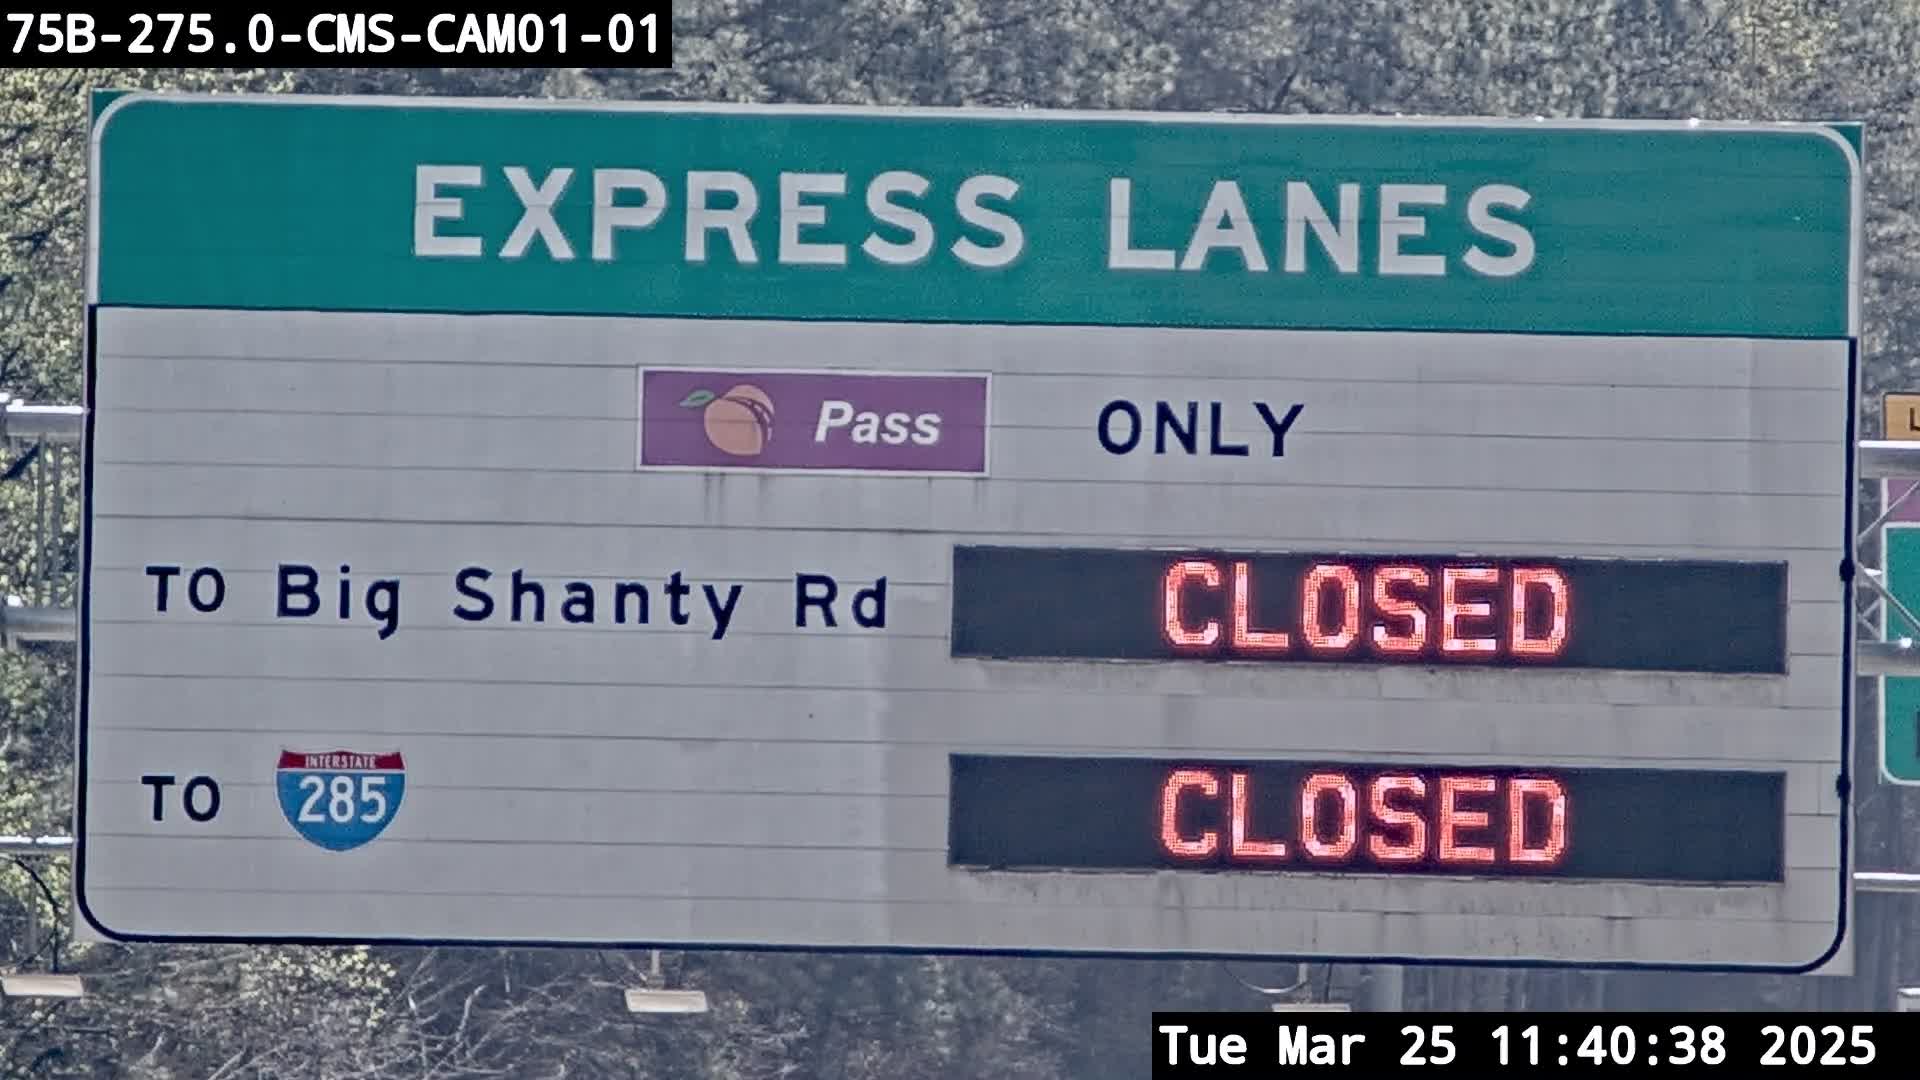 75B-275.0-CMS-CAM01-01
EXPRESS LANES
Pass ONLY
TO Big Shanty Rd CLOSED
TO INTERSTATE 285 CLOSED
Tue Mar 25 11:40:38 2025